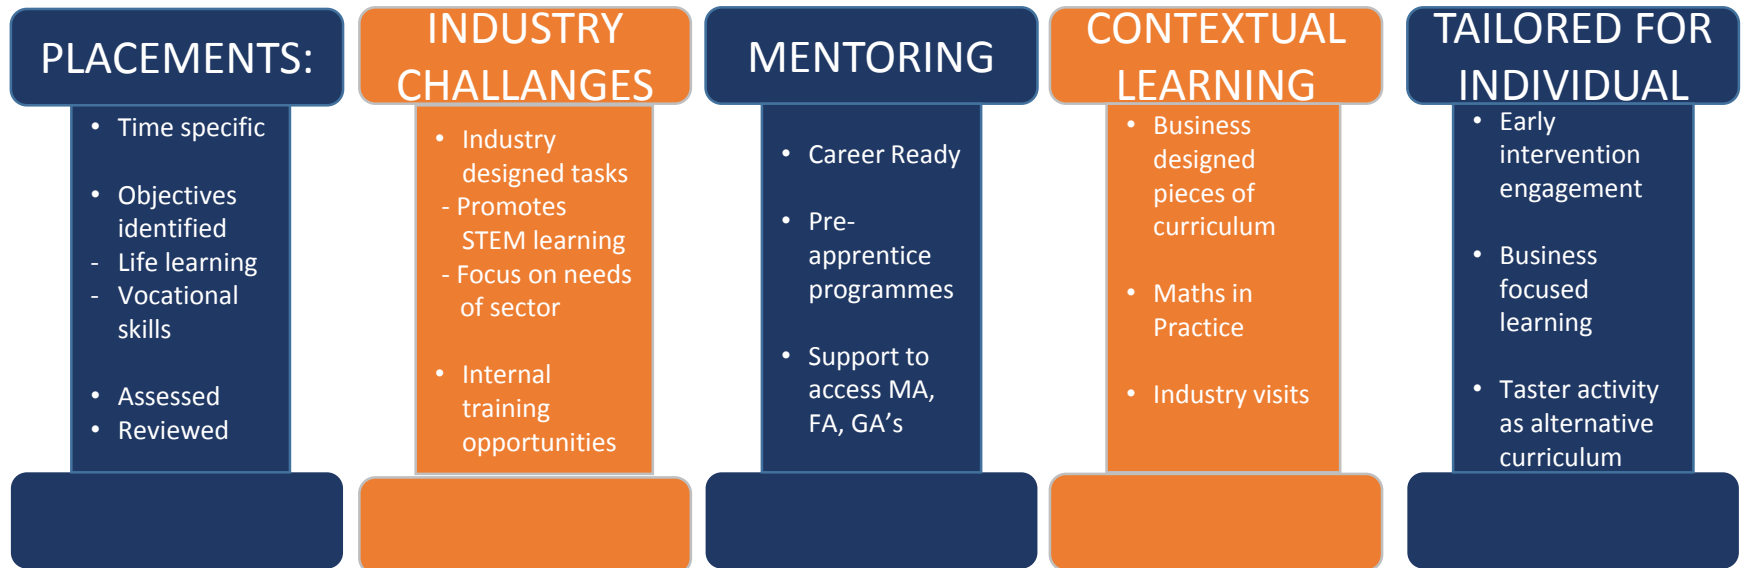 PLACEMENTS:
• Time specific
• Objectives
identified
- Life learning
- Vocational
skills
• Assessed
• Reviewed
INDUSTRY
CHALLANGES
• Industry
designed tasks
- Promotes
STEM learning
- Focus on needs
of sector
• Internal
training
opportunities
MENTORING
• Career Ready
• Pre-
apprentice
programmes
• Support to
access MA,
FA, GA’s
CONTEXTUAL
LEARNING
• Business
designed
pieces of
curriculum
• Maths in
Practice
• Industry visits
TAILORED FOR
INDIVIDUAL
• Early
intervention
engagement
• Business
focused
learning
• Taster activity
as alternative
curriculum